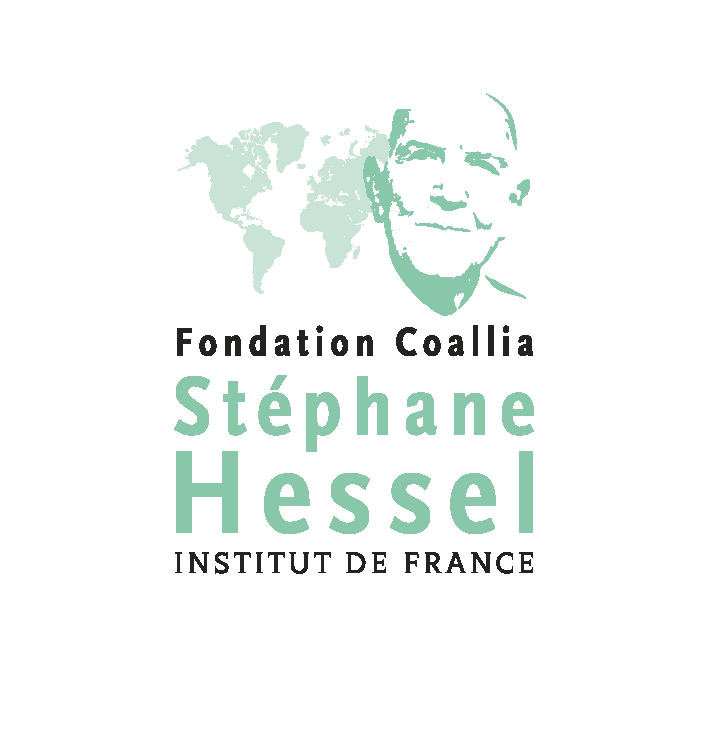 Fondation Coallia
Stéphane
Hessel
INSTITUT DE FRANCE